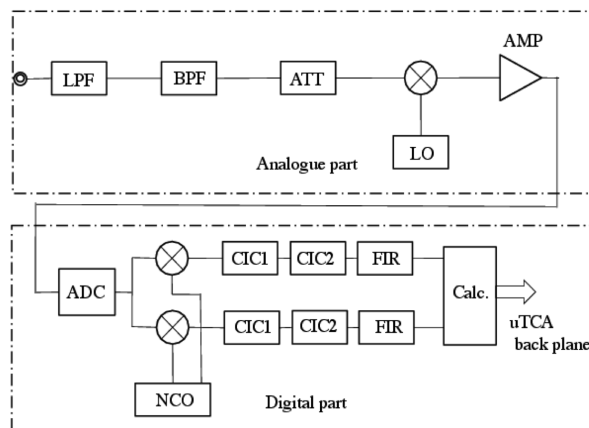 AMP
LPF
BPF
ATT
LO
Analogue part
ADC
CIC1
CIC2
FIR
Calc.
CIC1
CIC2
FIR
uTCA
back plane
NCO
Digital part